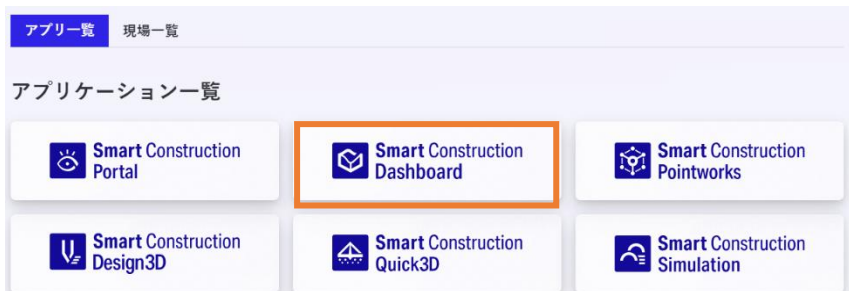 アプリ一覧 現場一覧
アプリケーション一覧
Smart Construction
Portal
Smart Construction
Dashboard
Smart Construction
Pointworks
Smart Construction
Design3D
Smart Construction
Quick3D
Smart Construction
Simulation